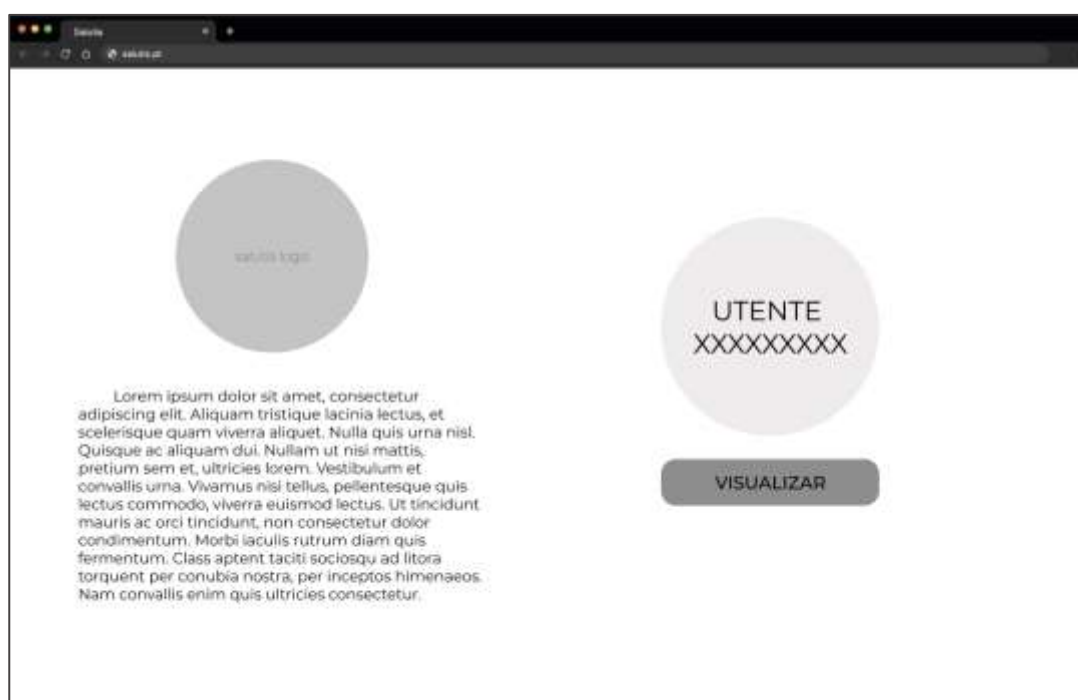 Salutis
salutis.pt
salutis logo
Lorem ipsum dolor sit amet, consectetur
adipiscing elit. Aliquam tristique lacinia lectus, et
scelerisque quam viverra aliquet. Nulla quis urna nisl.
Quisque ac aliquam dui. Nullam ut nisi mattis,
pretium sem et, ultricies lorem. Vestibulum et
convallis urna. Vivamus nisi tellus, pellentesque quis
lectus commodo, viverra euismod lectus. Ut tincidunt
mauris ac orci tincidunt, non consectetur dolor
condimentum. Morbi iaculis rutrum diam quis
fermentum. Class aptent taciti sociosqu ad litora
torquent per conubia nostra, per inceptos himenaeos.
Nam convallis enim quis ultricies consectetur.
UTENTE
XXXXXXXXX
VISUALIZAR